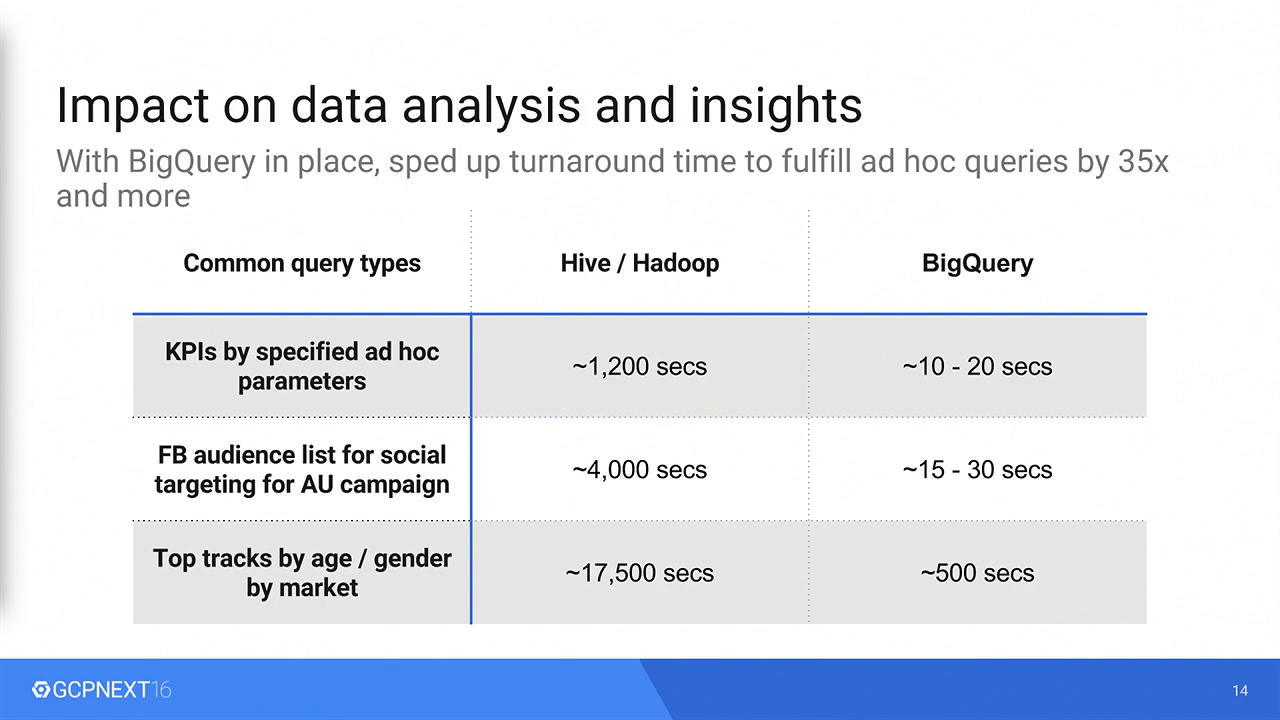 Impact on data analysis and insights
With BigQuery in place, sped up turnaround time to fulfill ad hoc queries by 35x
and more
Common query types
Hive / Hadoop
BigQuery
KPIs by specified ad hoc
parameters
~1,200 secs
~10 - 20 secs
FB audience list for social
targeting for AU campaign
~4,000 secs
~15 - 30 secs
Top tracks by age / gender
by market
~17,500 secs
~500 secs
GCPNEXT16
14